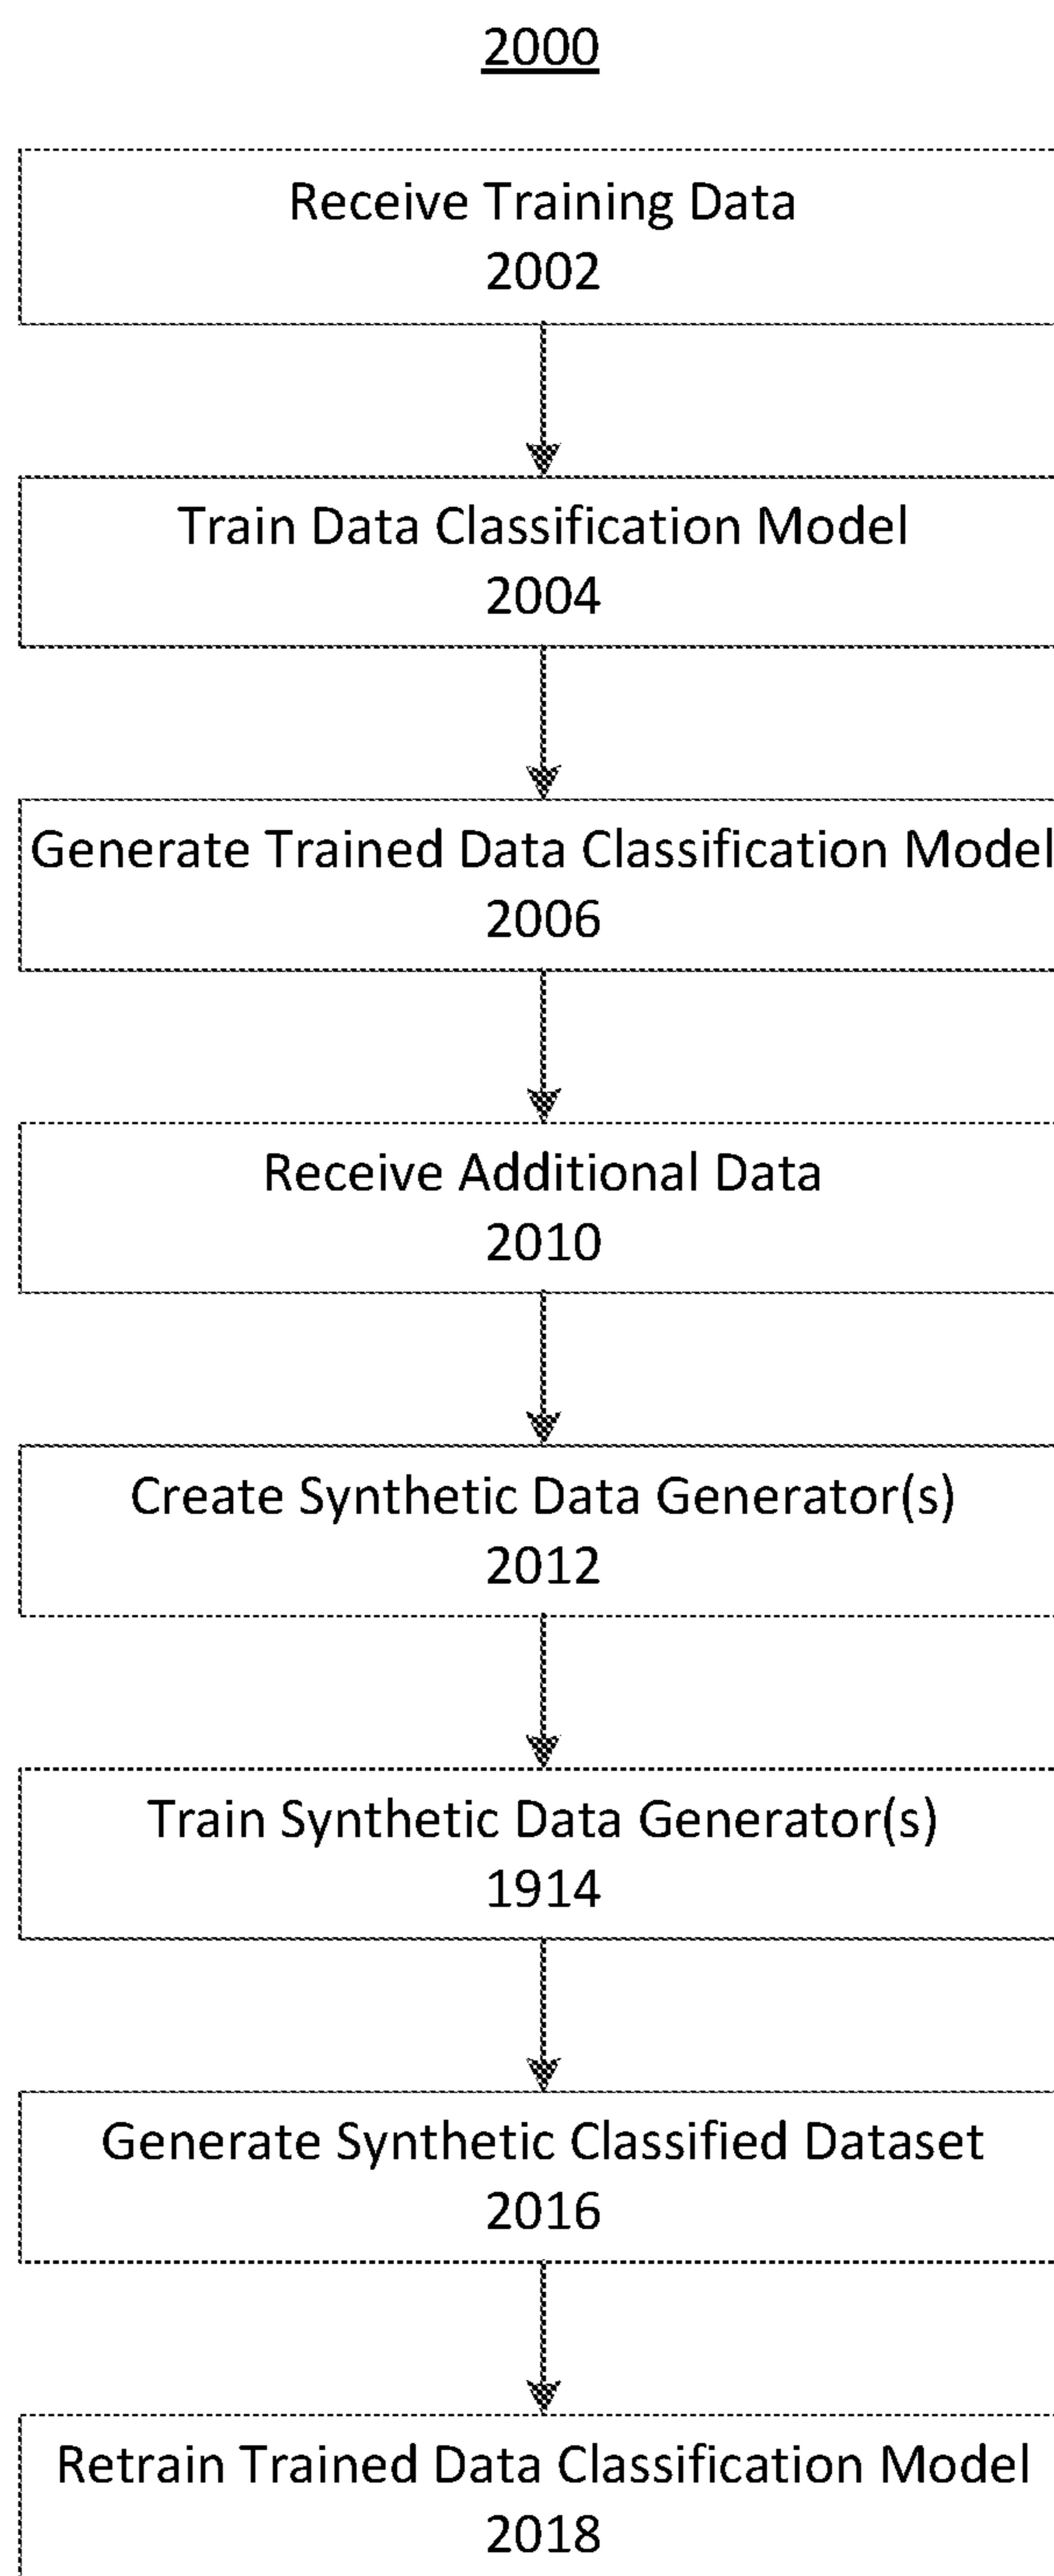 2000
Receive Training Data
2002
Train Data Classification Model
2004
Generate Trained Data Classification Model
2006
Receive Additional Data
2010
Create Synthetic Data Generator(s)
2012
Train Synthetic Data Generator(s)
1914
Generate Synthetic Classified Dataset
2016
Retrain Trained Data Classification Model
2018